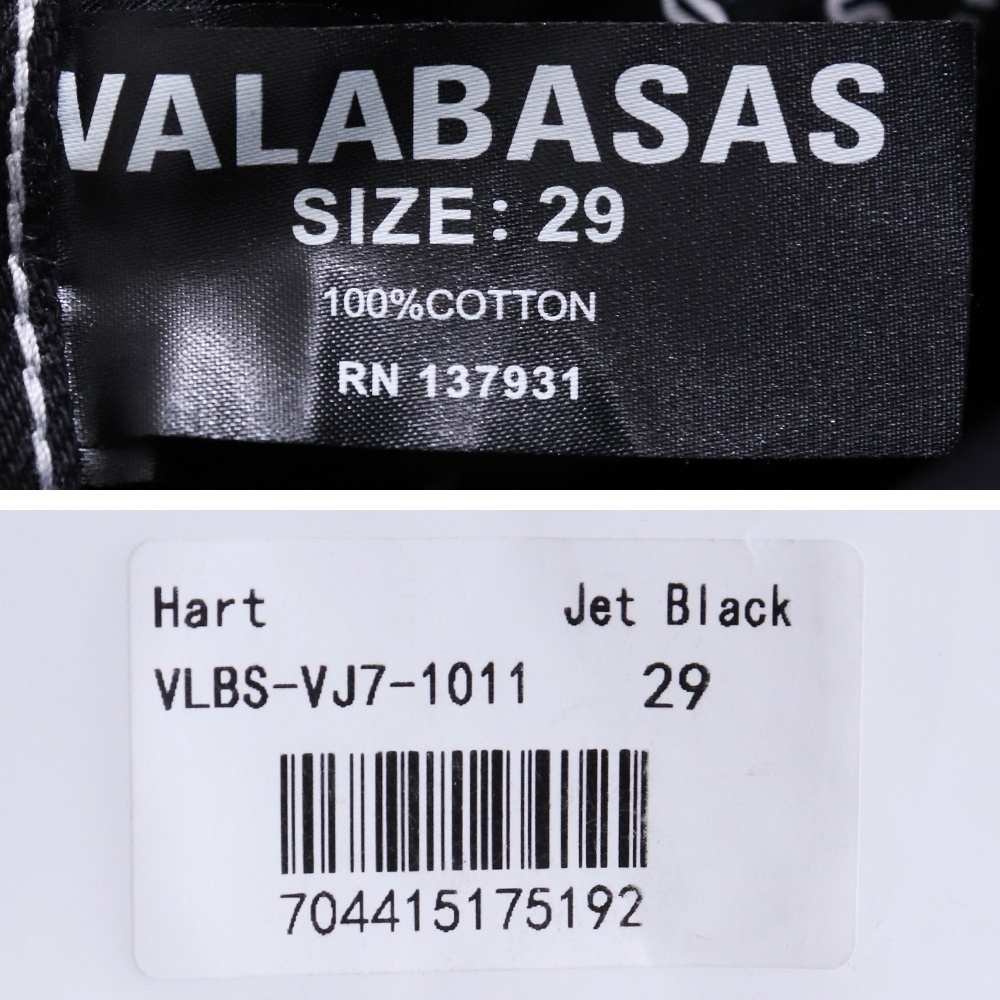 VALABASAS
SIZE: 29
100%COTTON
RN 137931
Hart Jet Black
VLBS-VJ7-1011 29
704415175192